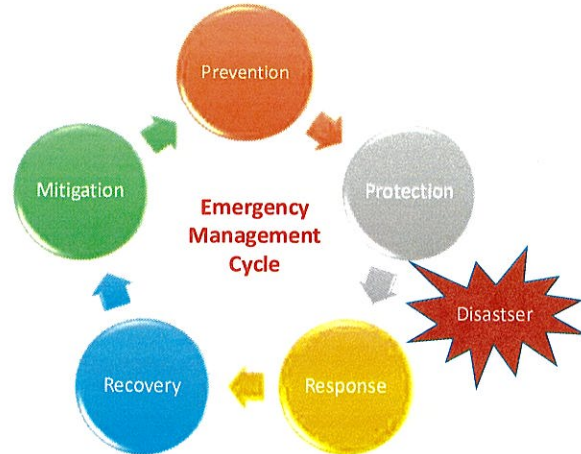 Prevention
Mitigation
Protection
Emergency
Management
Cycle
Disastser
Recovery
Response